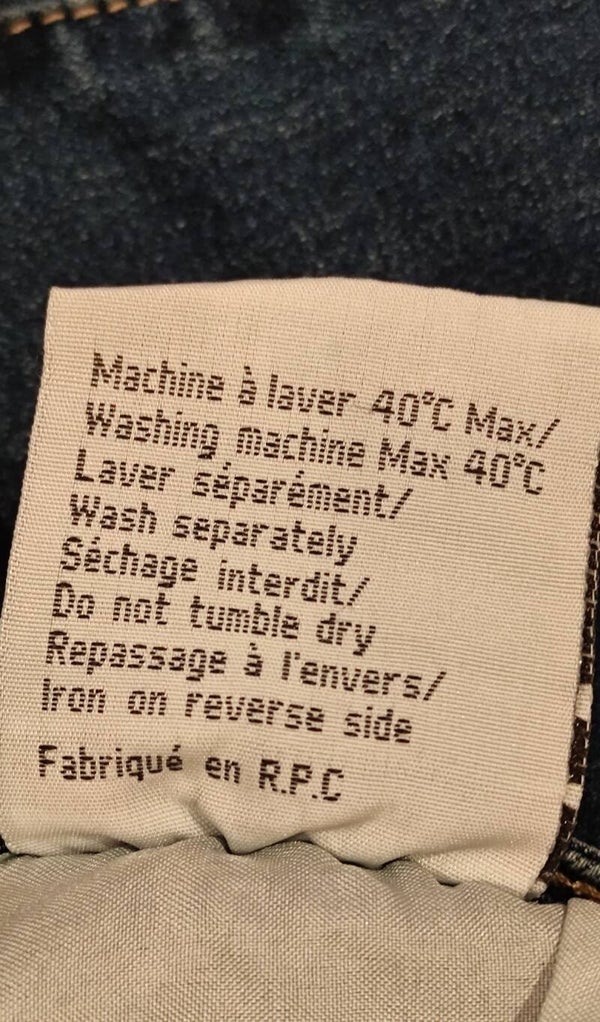 Machine à laver 40°C Max/
Washing machine Max 40°C
Laver séparément/
Wash separately
Séchage interdit/
Do not tumble dry
Repassage à l'envers/
Iron on reverse side
Fabriqué en R.P.C